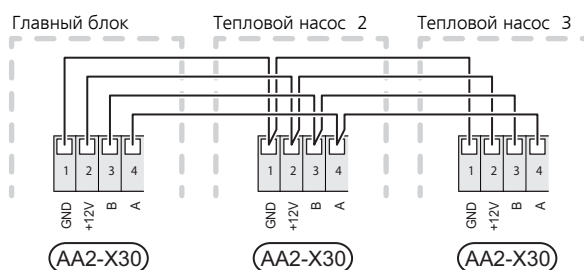 Главный блок
Тепловой насос 2
Тепловой насос 3
1 2 3 4
1 2 3 4
1 2 3 4
GND +12V B A
GND +12V B A
GND +12V B A
AA2-X30
AA2-X30
AA2-X30